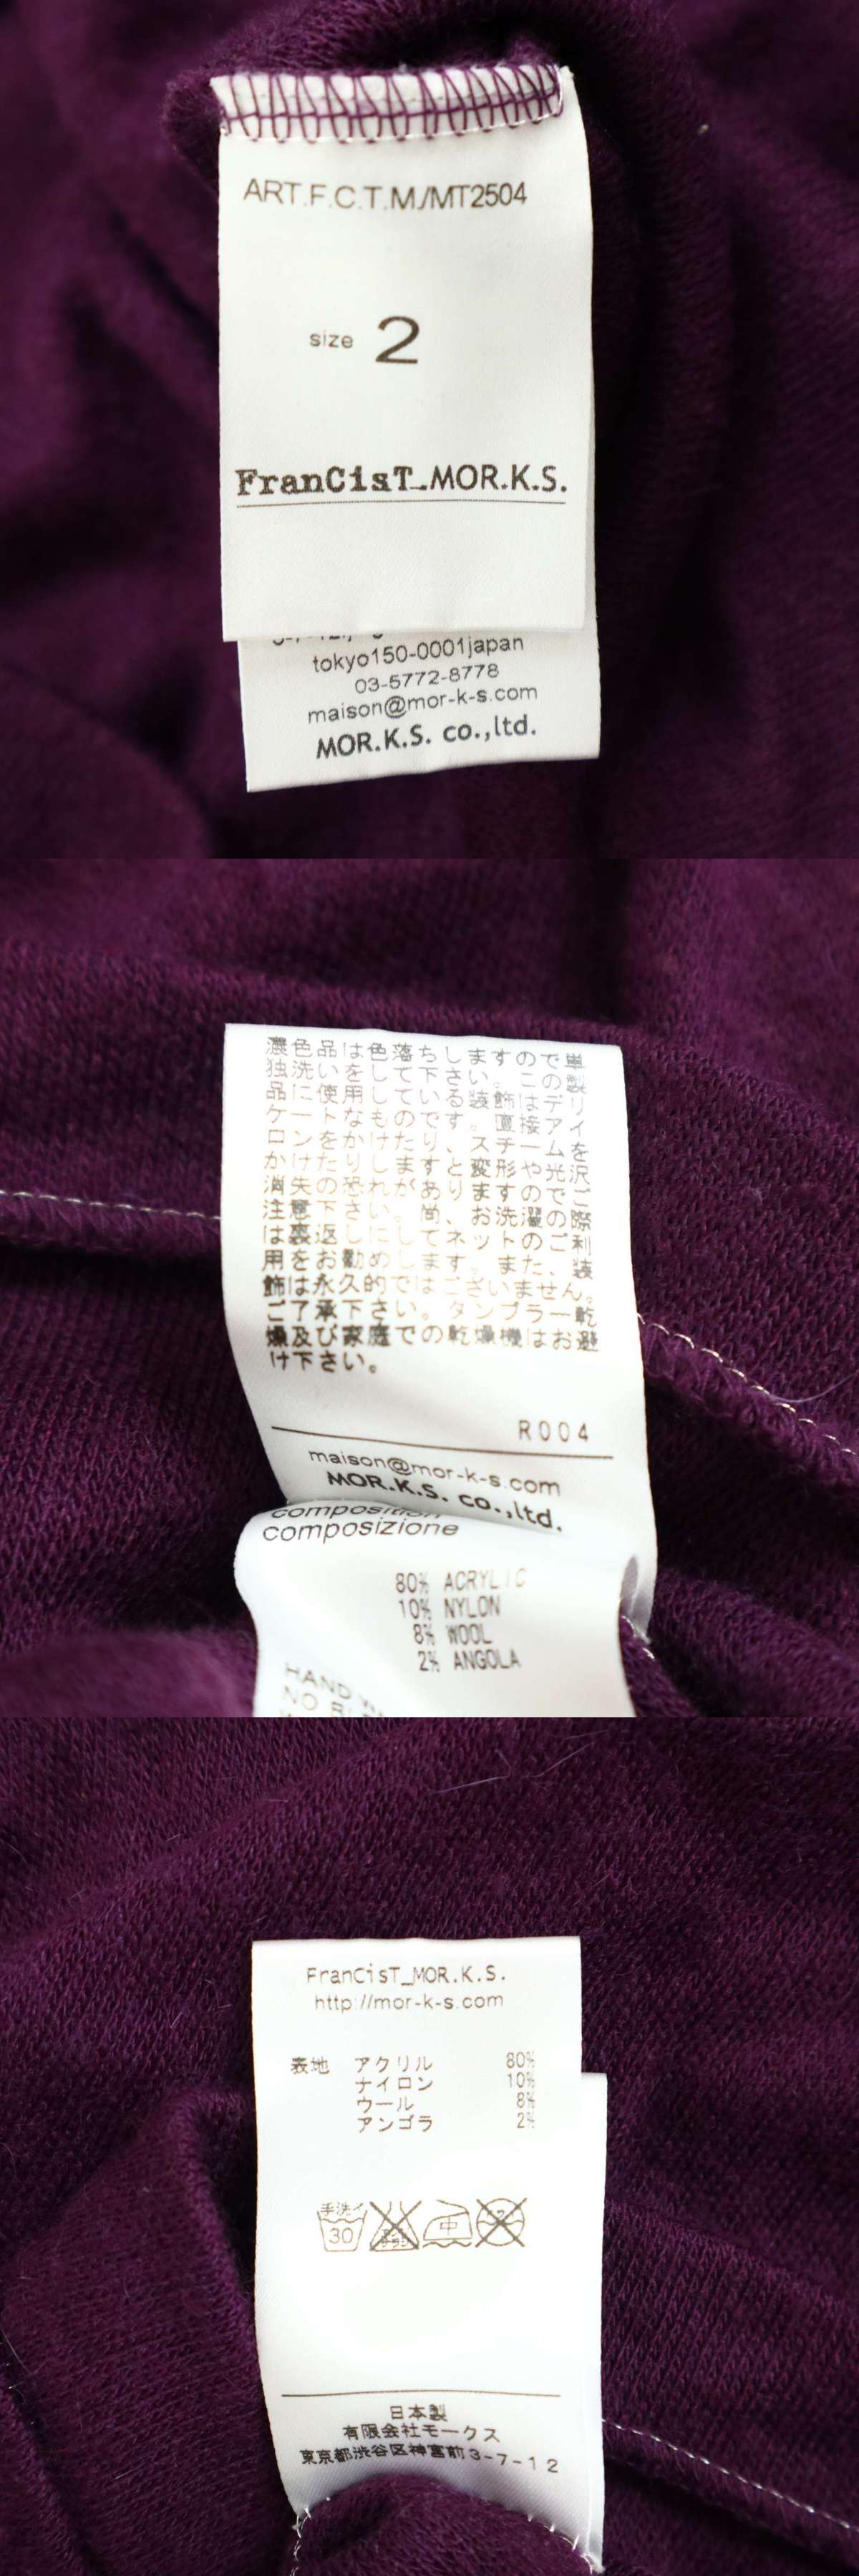 ART.F.C.T.M./MT2504
size 2
FranCisT_MOR.K.S.
tokyo150-0001japan
03-5772-8778
maison@mor-k-s.com
MOR.K.S. co.,ltd.
濃色品は色落ちしますので単
独洗いをして下さい。この製
品に使用している装飾はデリ
ケートなものです。直接アイ
ロンをかけたり、スチームを
かけたりしますと変形や光沢
消失の恐れがありますのでご
注意下さい。尚、お洗濯の際
は裏返しにしてネットのご利
用をお勧めします。また、装
飾は永久的ではございません。
ご了承下さい。タンブラー乾
燥及び家庭での乾燥機はお避
け下さい。
R004
maison@mor-k-s.com
MOR.K.S. co.,ltd.
composition
composizione
80% ACRYLIC
10% NYLON
8% WOOL
2% ANGOLA
HAND
NO
FranCisT_MOR.K.S.
http://mor-k-s.com
表地 アクリル 80%
ナイロン 10%
ウール 8%
アンゴラ 2%
手洗イ
30
中
日本製
有限会社モークス
東京都渋谷区神宮前3-7-12